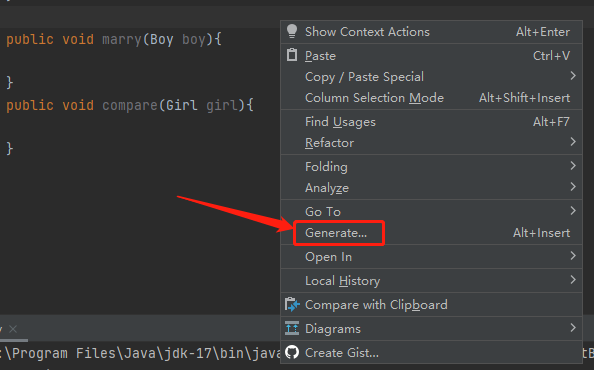 public void marry(Boy boy){
}
public void compare(Girl girl){
}
Show Context Actions Alt+Enter
Paste Ctrl+V
Copy / Paste Special
Column Selection Mode Alt+Shift+Insert
Find Usages Alt+F7
Refactor
Folding
Analyze
Go To
Generate... Alt+Insert
Open In
Local History
Compare with Clipboard
Diagrams
Create Gist...
:\Program Files\Java\jdk-17\bin\java